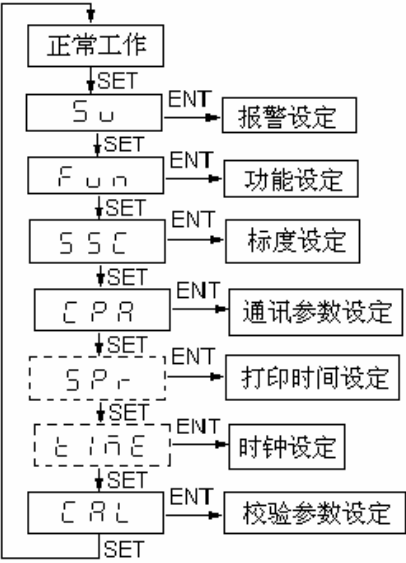 正常工作
SET
Su
ENT
报警设定
SET
Fun
ENT
功能设定
SET
SSC
ENT
标度设定
SET
CPA
ENT
通讯参数设定
SET
SPr
ENT
打印时间设定
SET
tImE
ENT
时钟设定
SET
CAL
ENT
校验参数设定
SET